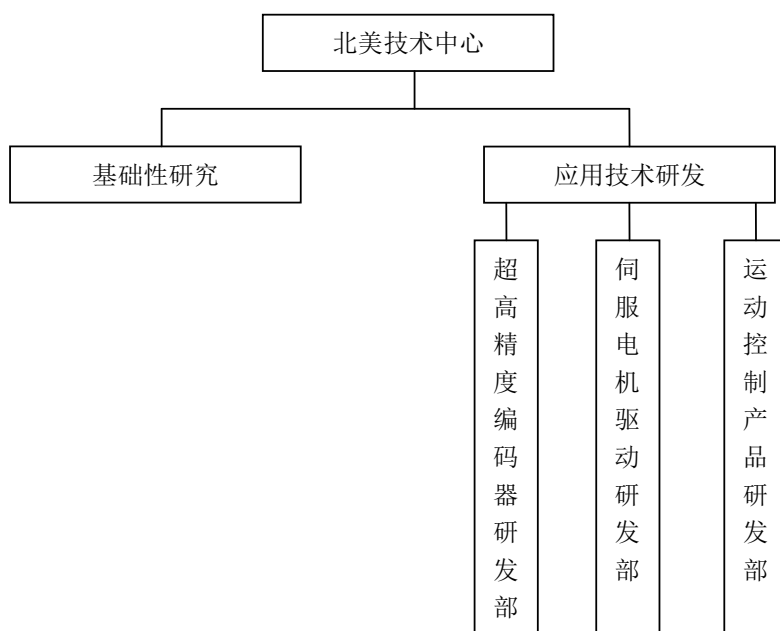 北美技术中心
基础性研究
应用技术研发
超高精度编码器研发部
伺服电机驱动研发部
运动控制产品研发部